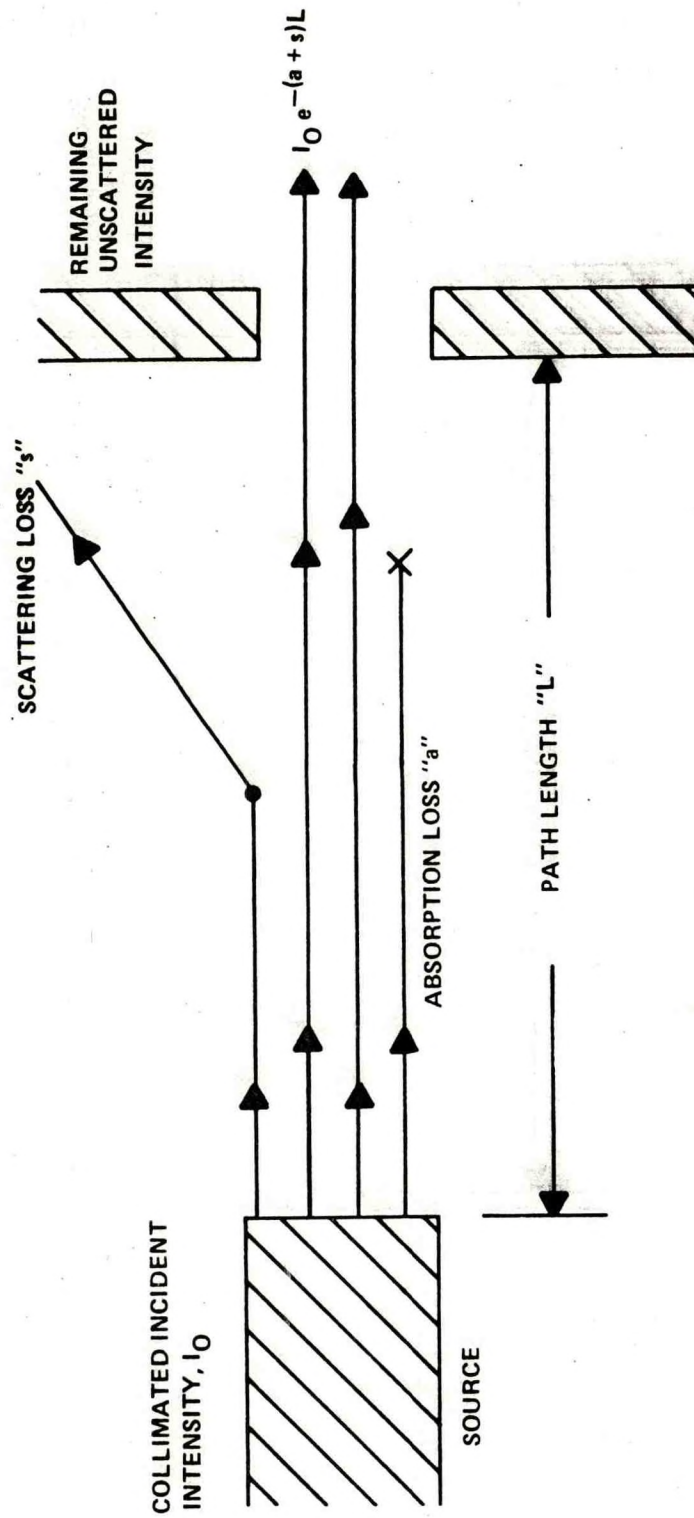 COLLIMATED INCIDENT
INTENSITY, I₀
SOURCE
SCATTERING LOSS "s"
ABSORPTION LOSS "a"
PATH LENGTH "L"
REMAINING
UNSCATTERED
INTENSITY
I₀ e⁻(a + s)L